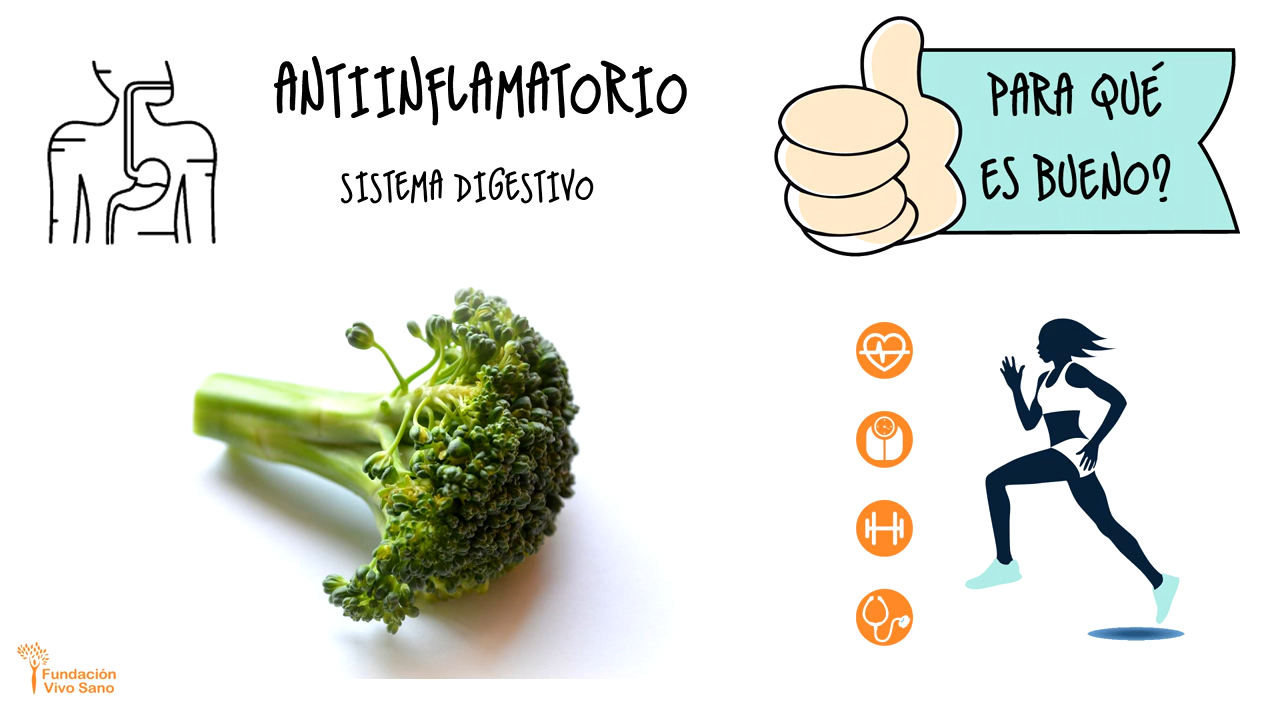 ANTIINFLAMATORIO
SISTEMA DIGESTIVO
PARA QUÉ
ES BUENO?
Fundación
Vivo Sano